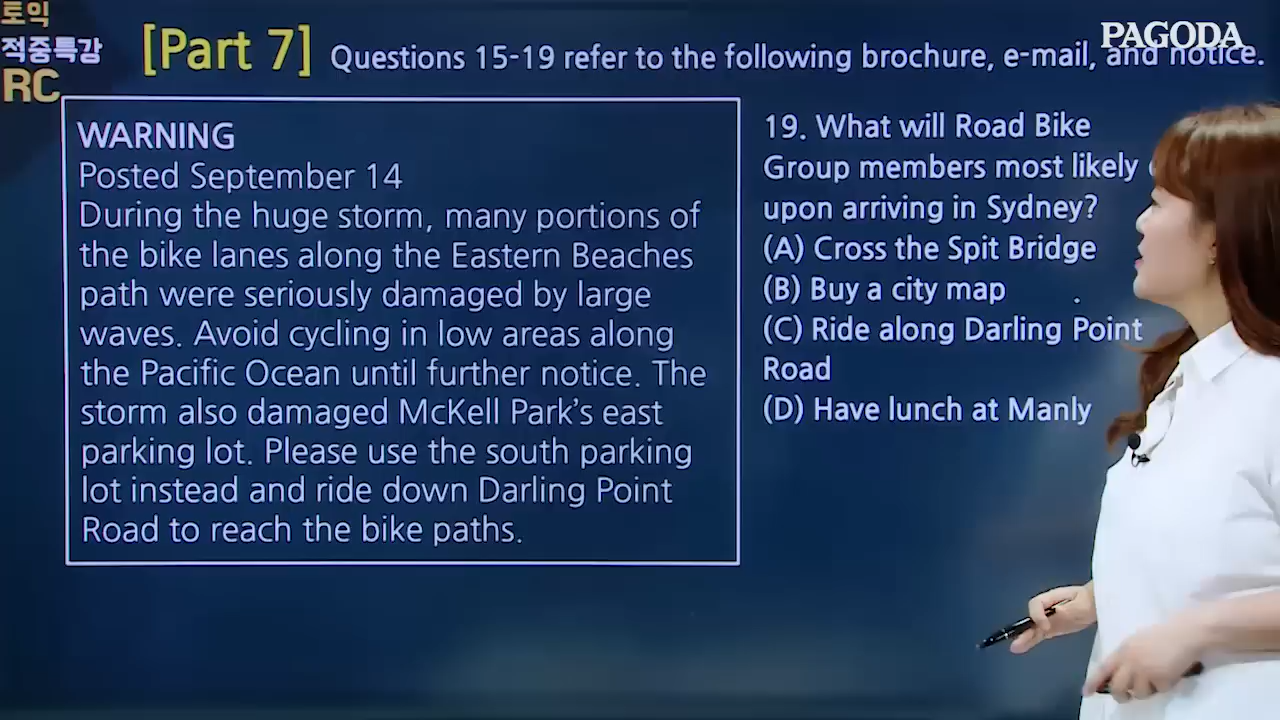 토익
적중특강
RC
[Part 7] Questions 15-19 refer to the following brochure, e-mail, and notice.
PAGODA
WARNING
Posted September 14
During the huge storm, many portions of
the bike lanes along the Eastern Beaches
path were seriously damaged by large
waves. Avoid cycling in low areas along
the Pacific Ocean until further notice. The
storm also damaged McKell Park's east
parking lot. Please use the south parking
lot instead and ride down Darling Point
Road to reach the bike paths.
19. What will Road Bike
Group members most likely
upon arriving in Sydney?
(A) Cross the Spit Bridge
(B) Buy a city map
(C) Ride along Darling Point
Road
(D) Have lunch at Manly